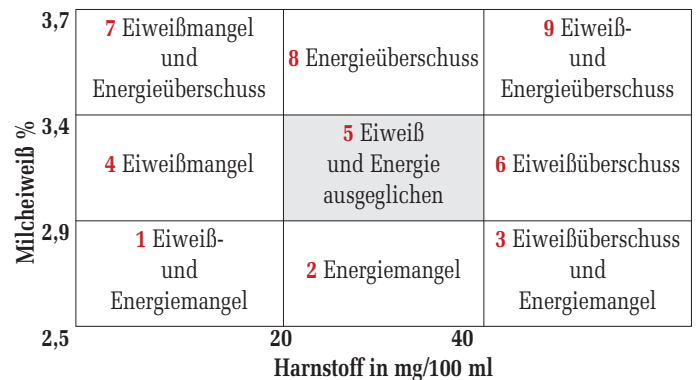 3,7
7 Eiweißmangel
und
Energieüberschuss
8 Energieüberschuss
9 Eiweiß-
und
Energieüberschuss
3,4
4 Eiweißmangel
5 Eiweiß
und Energie
ausgeglichen
6 Eiweißüberschuss
Milcheiweiß %
2,9
1 Eiweiß-
und
Energiemangel
2 Energiemangel
3 Eiweißüberschuss
und
Energiemangel
2,5
20
40
Harnstoff in mg/100 ml